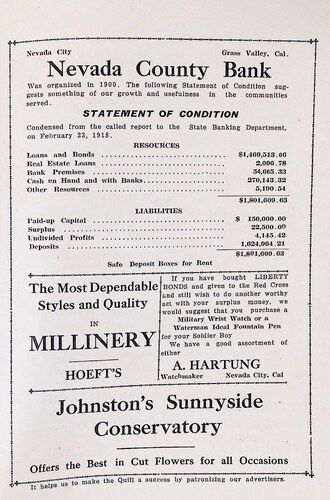 Nevada City Grass Valley, Cal.
Nevada County Bank
Was organized in 1900. The following Statement of Condition sug-
gests something of our growth and usefulness in the communities
served.
STATEMENT OF CONDITION
Condensed from the called report to the State Banking Department,
on February 23, 1918.
RESOURCES
Loans and Bonds $1,469,513.66
Real Estate Loans 2,096.78
Bank Premises 54,665.33
Cash on Hand and with Banks 270,143.32
Other Resources 5,190.54
$1,801,609.63
LIABILITIES
Paid-up Capital $ 150,000.00
Surplus 22,500.00
Undivided Profits 4,145.42
Deposits 1,624,964.21
$1,801,609.63
Safe Deposit Boxes for Rent
The Most Dependable
Styles and Quality
IN
MILLINERY
HOEFT'S
If you have bought LIBERTY
BONDS and given to the Red Cross
and still wish to do another worthy
act with your surplus money, we
would suggest that you purchase a
Military Wrist Watch or a
Waterman Ideal Fountain Pen
for your Soldier Boy
We have a good assortment of
either
A. HARTUNG
Watchmaker Nevada City, Cal
Johnston's Sunnyside
Conservatory
Offers the Best in Cut Flowers for all Occasions
It helps us to make the Quill a success by patronizing our advertisers.